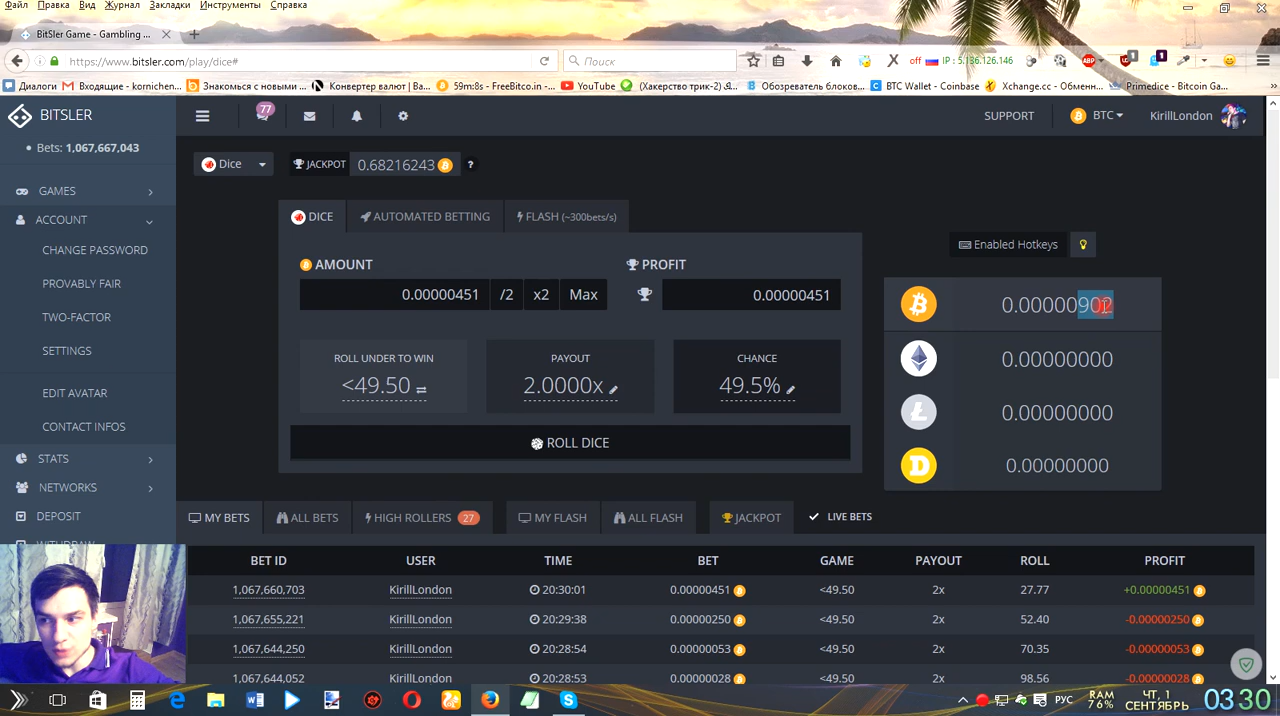 Файл Правка Вид Журнал Закладки Инструменты Справка
BitSler Game - Gambling ...
https://www.bitsler.com/play/dice#
Поиск
off IP : 5.186.126.146
Диалоги Входящие - kornichen... Знакомься с новыми ... Конвертер валют | Ва... 59m:8s - FreeBitco.in - ... YouTube (Хакерство трик-2) Я... Обозреватель блоков... BTC Wallet - Coinbase Xchange.cc - Обменн... Primedice - Bitcoin Ga...
BITSLER
77
SUPPORT
BTC
KirillLondon
Bets: 1,067,667,043
Dice
JACKPOT 0.68216243 ?
GAMES
ACCOUNT
CHANGE PASSWORD
PROVABLY FAIR
TWO-FACTOR
SETTINGS
EDIT AVATAR
CONTACT INFOS
STATS
NETWORKS
DEPOSIT
WITHDRAW
DICE
AUTOMATED BETTING
FLASH (~300bets/s)
AMOUNT
PROFIT
0.00000451 /2 x2 Max
0.00000451
ROLL UNDER TO WIN
<49.50
PAYOUT
2.0000x
CHANCE
49.5%
ROLL DICE
Enabled Hotkeys
0.00000902
0.00000000
0.00000000
0.00000000
MY BETS ALL BETS HIGH ROLLERS 27 MY FLASH ALL FLASH JACKPOT LIVE BETS
BET ID USER TIME BET GAME PAYOUT ROLL PROFIT
1,067,660,703 KirillLondon 20:30:01 0.00000451 <49.50 2x 27.77 +0.00000451
1,067,655,221 KirillLondon 20:29:38 0.00000250 <49.50 2x 52.40 -0.00000250
1,067,644,250 KirillLondon 20:28:54 0.00000053 <49.50 2x 70.35 -0.00000053
1,067,644,052 KirillLondon 20:28:53 0.00000028 <49.50 2x 98.56 -0.00000028
РУС
RAM
76%
ЧТ, 1
СЕНТЯБРЬ
03 30